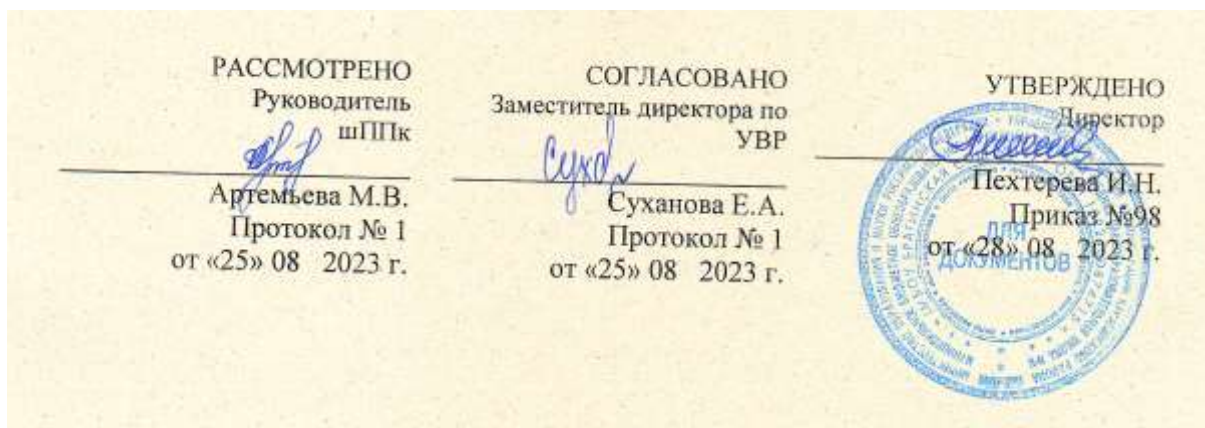 РАССМОТРЕНО
Руководитель
шППк
Артемьева М.В.
Протокол № 1
от «25» 08 2023 г.
СОГЛАСОВАНО
Заместитель директора по
УВР
Суханова Е.А.
Протокол № 1
от «25» 08 2023 г.
УТВЕРЖДЕНО
Директор
Пехтерева И.Н.
Приказ №98
от «28» 08 2023 г.
ДЛЯ
ДОКУМЕНТОВ